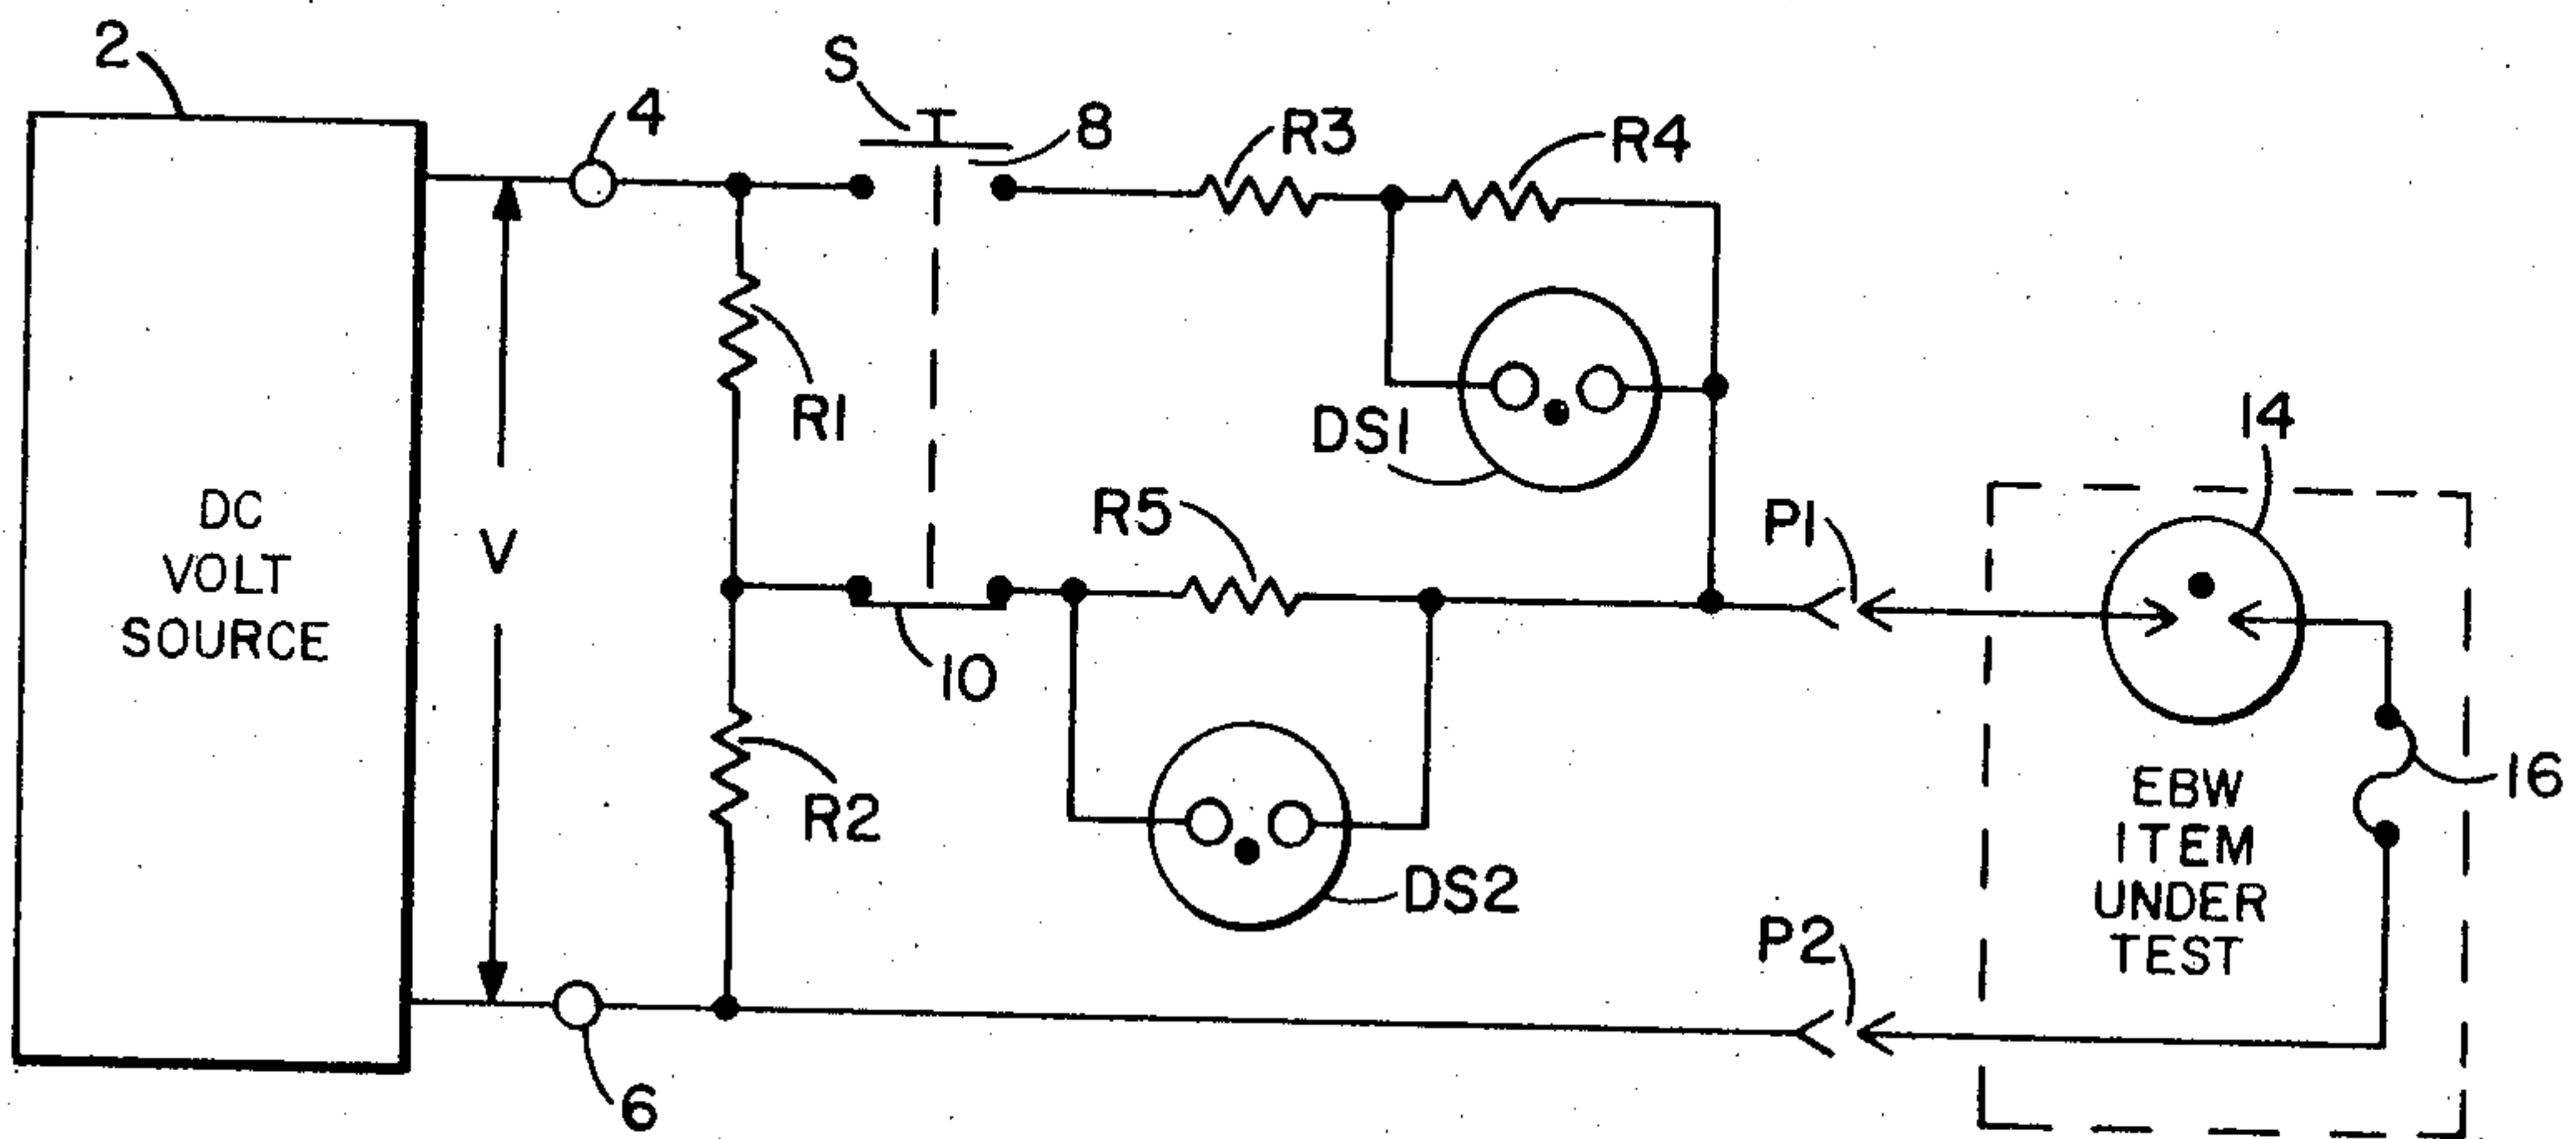 2
S
4
8
R3
R4
R1
DS1
14
DC
VOLT
SOURCE
V
R5
P1
10
R2
DS2
16
EBW
ITEM
UNDER
TEST
P2
6